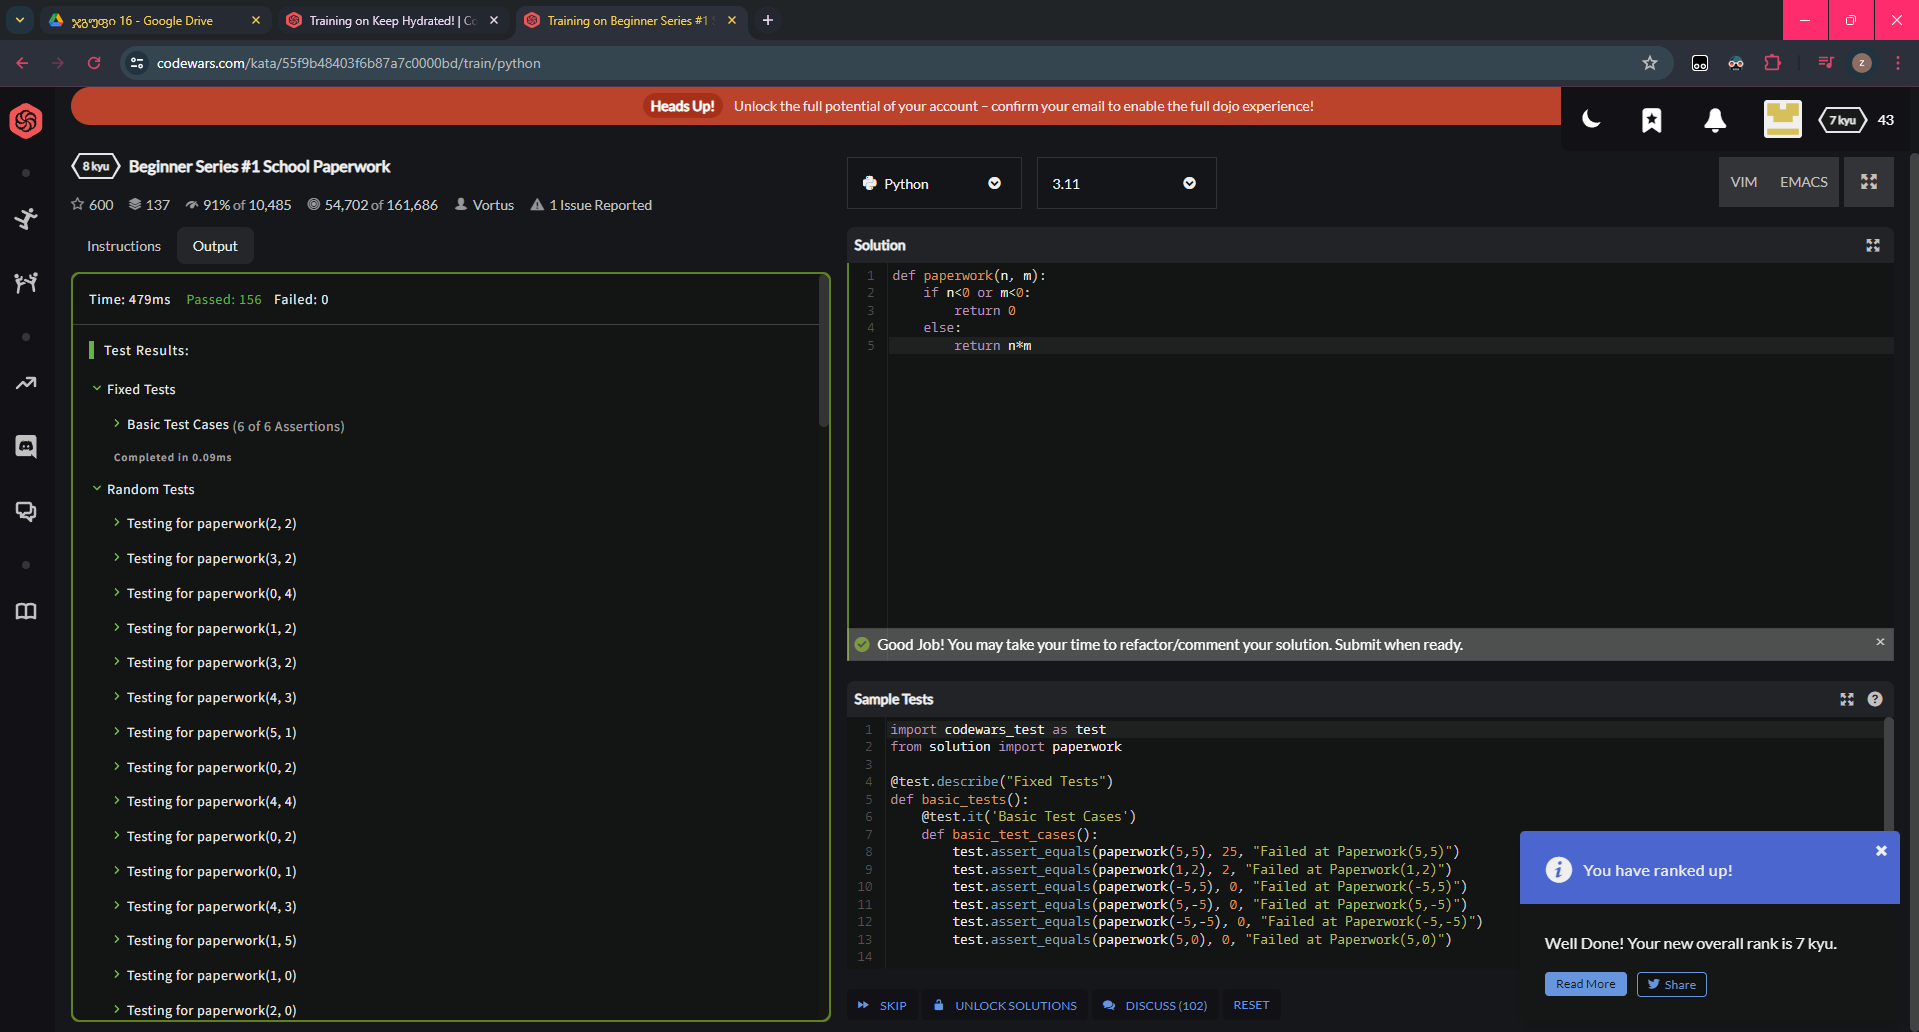 ჯგუფი 16 - Google Drive
Training on Keep Hydrated! | Co
Training on Beginner Series #1 S
codewars.com/kata/55f9b48403f6b87a7c0000bd/train/python
Z
Heads Up! Unlock the full potential of your account – confirm your email to enable the full dojo experience!
7 kyu 43
8 kyu Beginner Series #1 School Paperwork
600 137 91% of 10,485 54,702 of 161,686 Vortus 1 Issue Reported
Instructions Output
Time: 479ms Passed: 156 Failed: 0
Test Results:
Fixed Tests
Basic Test Cases (6 of 6 Assertions)
Completed in 0.09ms
Random Tests
Testing for paperwork(2, 2)
Testing for paperwork(3, 2)
Testing for paperwork(0, 4)
Testing for paperwork(1, 2)
Testing for paperwork(3, 2)
Testing for paperwork(4, 3)
Testing for paperwork(5, 1)
Testing for paperwork(0, 2)
Testing for paperwork(4, 4)
Testing for paperwork(0, 2)
Testing for paperwork(0, 1)
Testing for paperwork(4, 3)
Testing for paperwork(1, 5)
Testing for paperwork(1, 0)
Testing for paperwork(2, 0)
Python 3.11 VIM EMACS
Solution
1 def paperwork(n, m):
2 if n<0 or m<0:
3 return 0
4 else:
5 return n*m
Good Job! You may take your time to refactor/comment your solution. Submit when ready.
Sample Tests
1 import codewars_test as test
2 from solution import paperwork
3
4 @test.describe("Fixed Tests")
5 def basic_tests():
6 @test.it('Basic Test Cases')
7 def basic_test_cases():
8 test.assert_equals(paperwork(5,5), 25, "Failed at Paperwork(5,5)")
9 test.assert_equals(paperwork(1,2), 2, "Failed at Paperwork(1,2)")
10 test.assert_equals(paperwork(-5,5), 0, "Failed at Paperwork(-5,5)")
11 test.assert_equals(paperwork(5,-5), 0, "Failed at Paperwork(5,-5)")
12 test.assert_equals(paperwork(-5,-5), 0, "Failed at Paperwork(-5,-5)")
13 test.assert_equals(paperwork(5,0), 0, "Failed at Paperwork(5,0)")
14
SKIP UNLOCK SOLUTIONS DISCUSS (102) RESET
You have ranked up!
Well Done! Your new overall rank is 7 kyu.
Read More Share